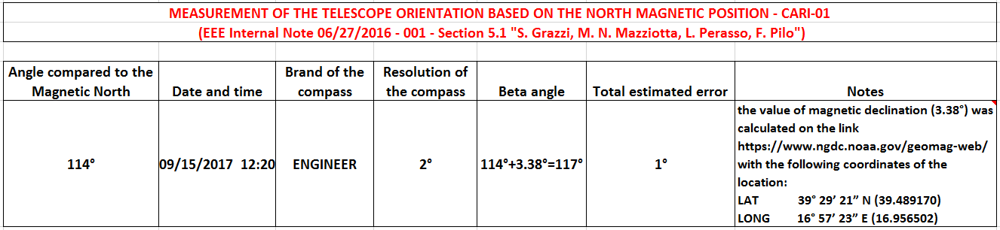 MEASUREMENT OF THE TELESCOPE ORIENTATION BASED ON THE NORTH MAGNETIC POSITION - CARI-01
(EEE Internal Note 06/27/2016 - 001 - Section 5.1 "S. Grazzi, M. N. Mazziotta, L. Perasso, F. Pilo")
Angle compared to the
Magnetic North
Date and time
Brand of the
compass
Resolution of
the compass
Beta angle
Total estimated error
Notes
114°
09/15/2017 12:20
ENGINEER
2°
114°+3.38°=117°
1°
the value of magnetic declination (3.38°) was
calculated on the link
https://www.ngdc.noaa.gov/geomag-web/
with the following coordinates of the
location:
LAT 39° 29’ 21” N (39.489170)
LONG 16° 57’ 23” E (16.956502)